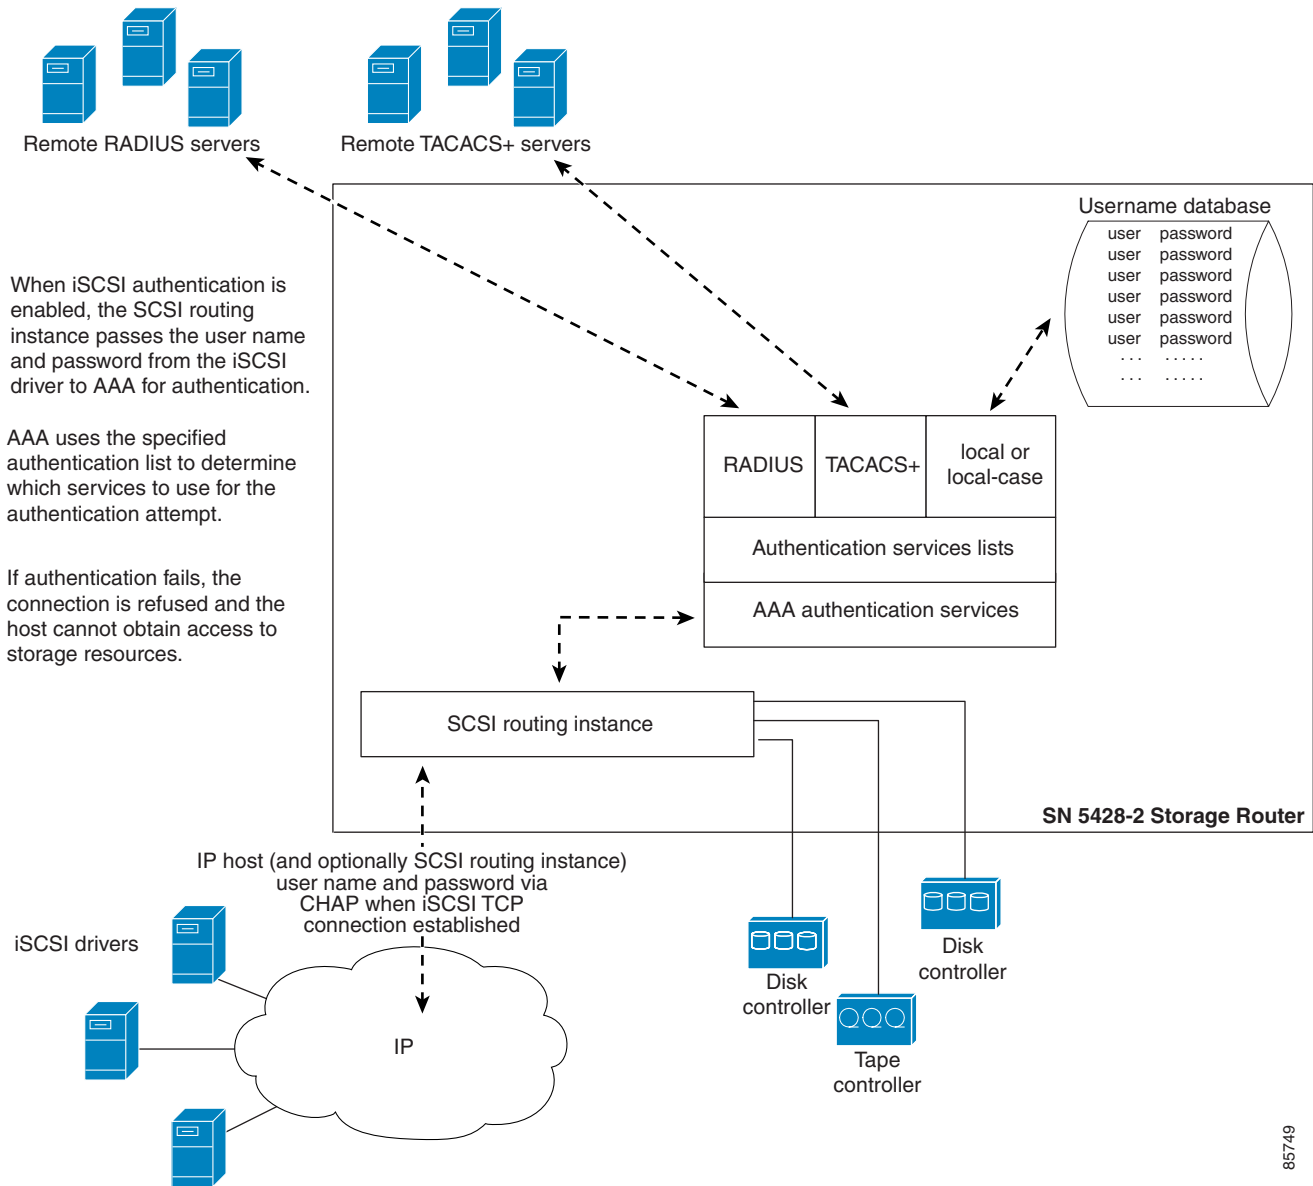 Remote RADIUS servers
Remote TACACS+ servers
Username database
user password
user password
user password
user password
user password
user password
. . . . . . . .
. . . . . . . .
When iSCSI authentication is
enabled, the SCSI routing
instance passes the user name
and password from the iSCSI
driver to AAA for authentication.
AAA uses the specified
authentication list to determine
which services to use for the
authentication attempt.
If authentication fails, the
connection is refused and the
host cannot obtain access to
storage resources.
RADIUS
TACACS+
local or
local-case
Authentication services lists
AAA authentication services
SCSI routing instance
SN 5428-2 Storage Router
IP host (and optionally SCSI routing instance)
user name and password via
CHAP when iSCSI TCP
connection established
iSCSI drivers
IP
Disk
controller
Tape
controller
Disk
controller
85749